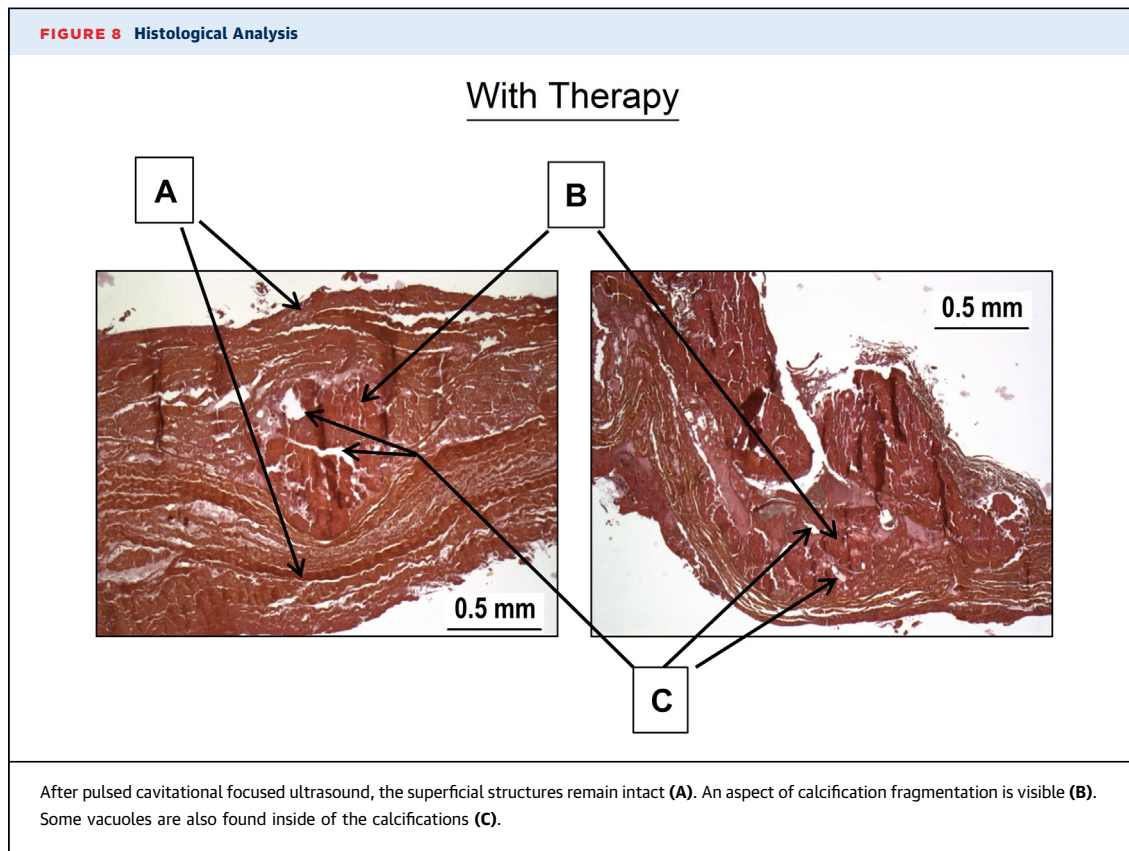 FIGURE 8 Histological Analysis
With Therapy
A
B
0.5 mm
0.5 mm
C
After pulsed cavitational focused ultrasound, the superficial structures remain intact (A). An aspect of calcification fragmentation is visible (B).
Some vacuoles are also found inside of the calcifications (C).